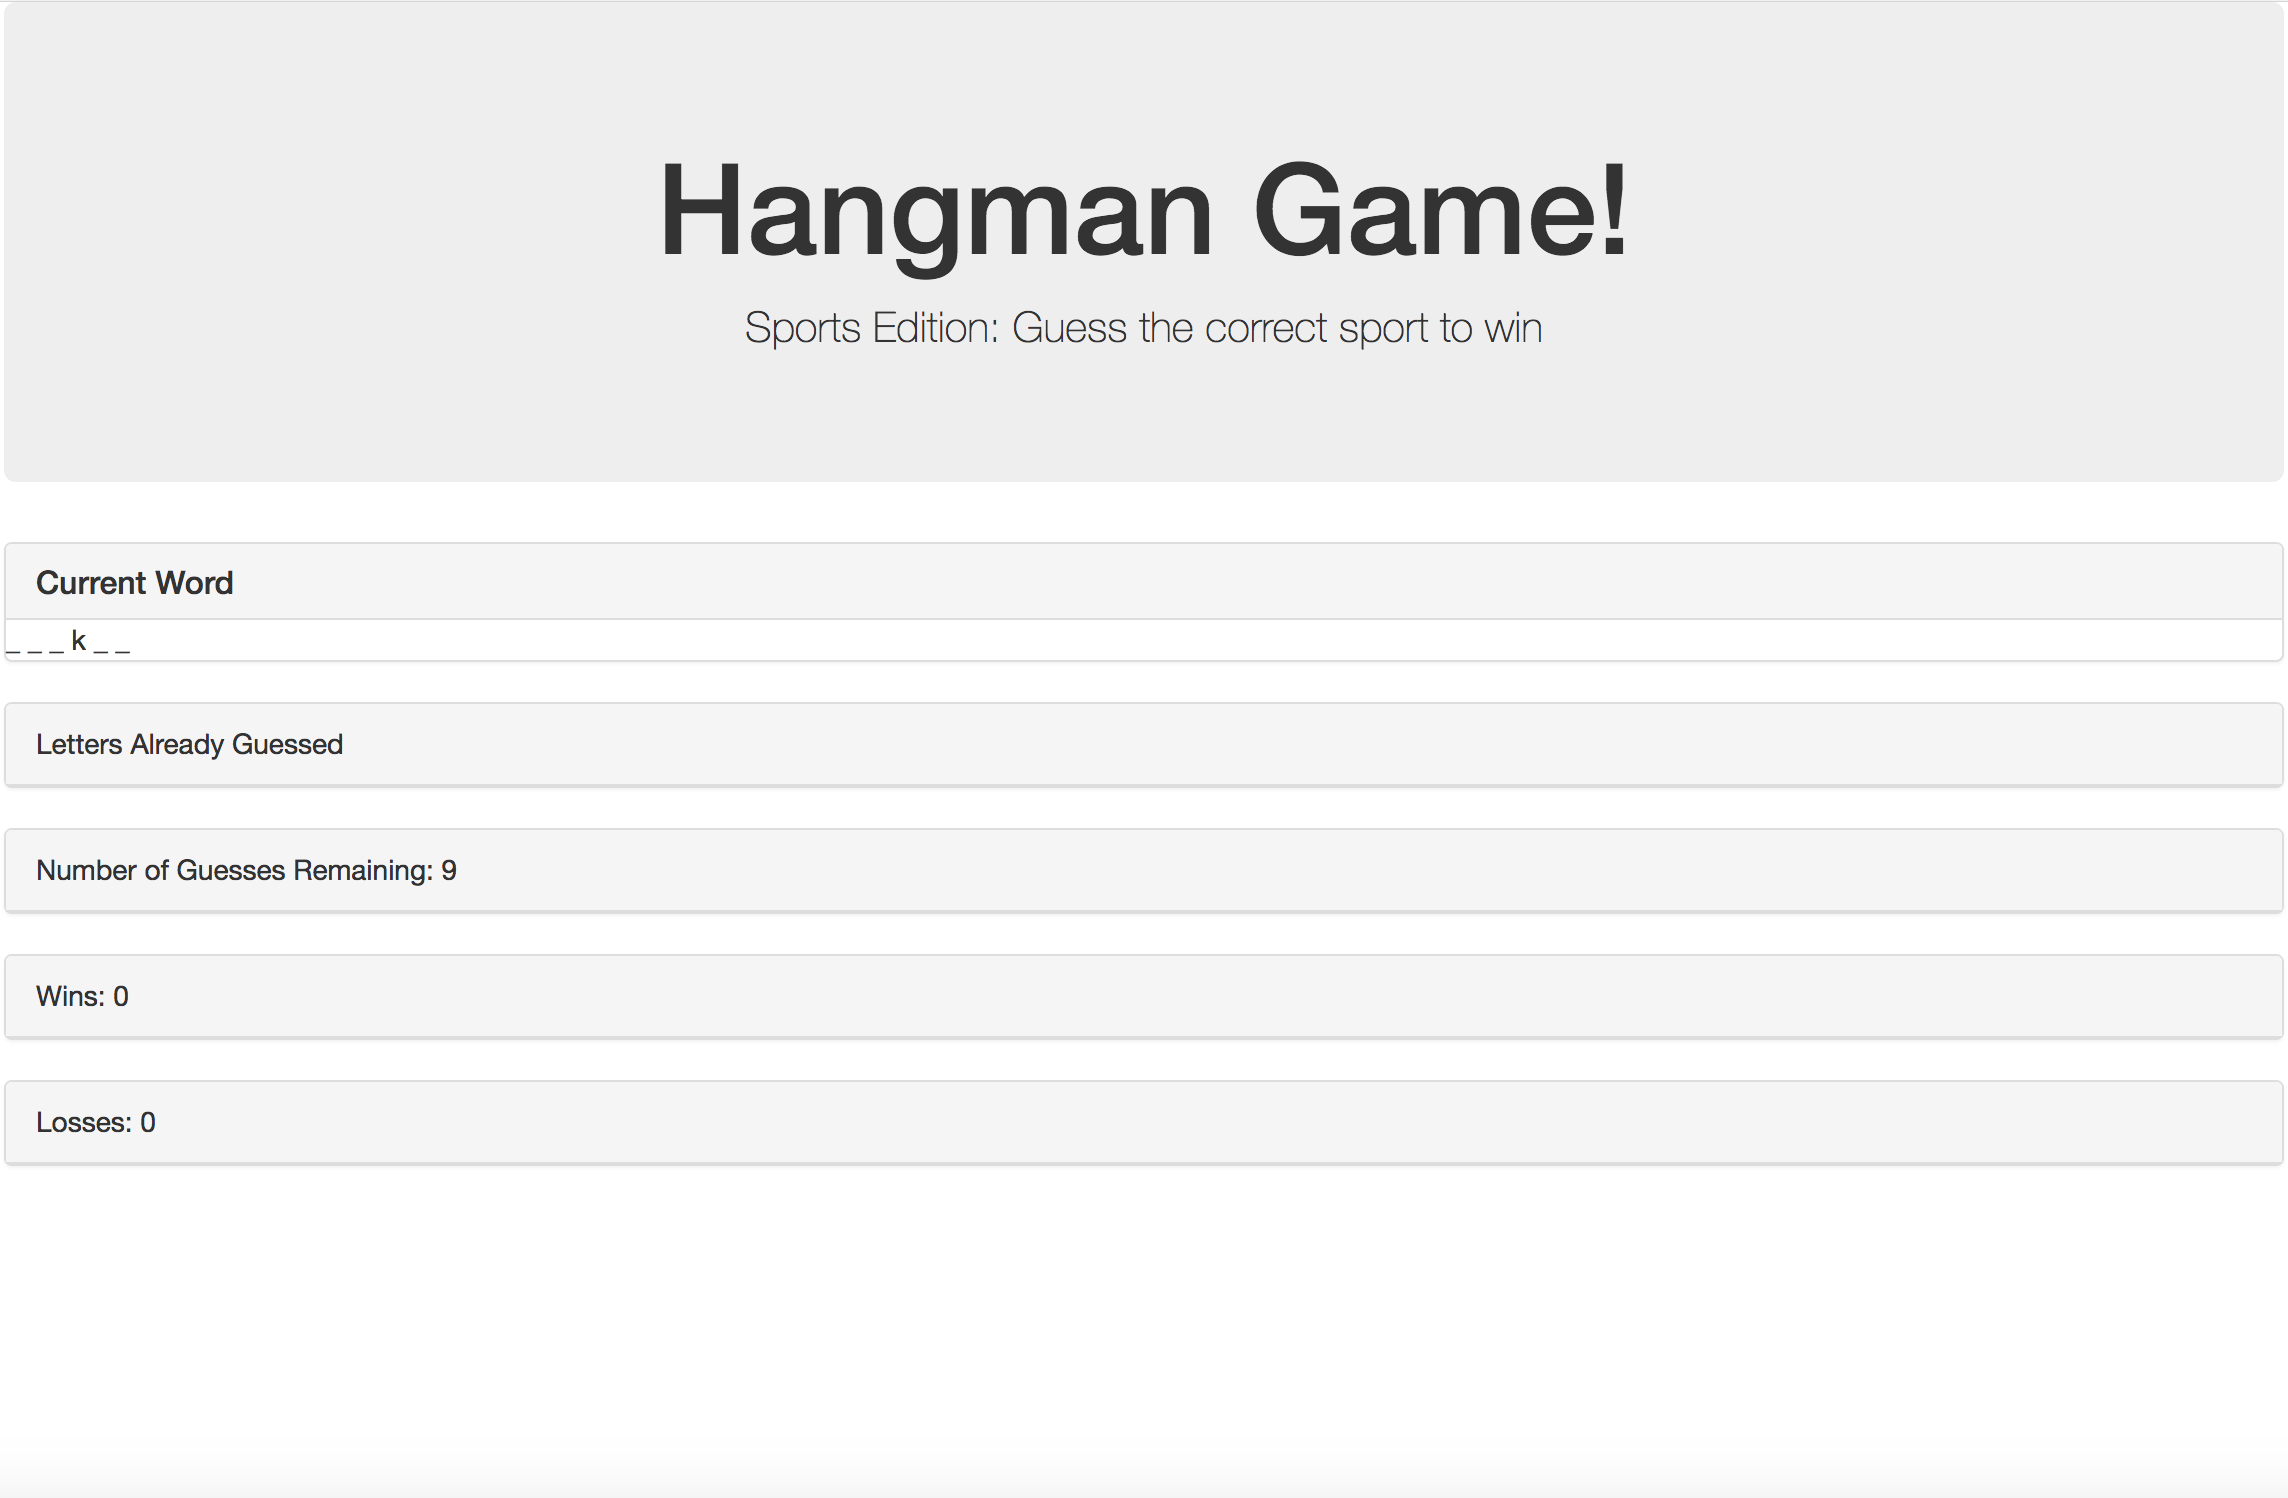 Hangman Game!
Sports Edition: Guess the correct sport to win
Current Word
_ _ _ k _ _
Letters Already Guessed
Number of Guesses Remaining: 9
Wins: 0
Losses: 0